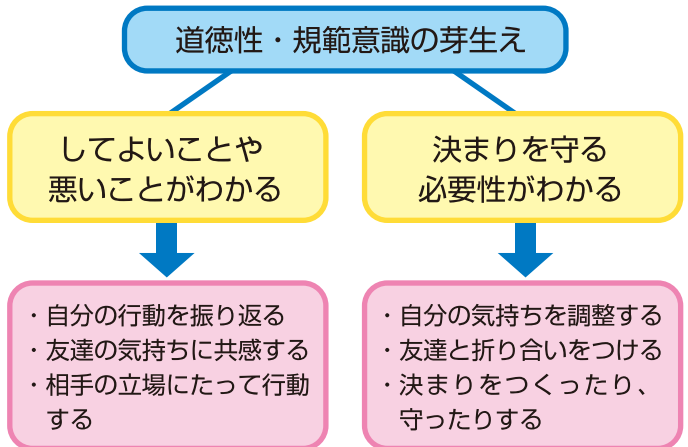 道徳性・規範意識の芽生え
してよいことや
悪いことがわかる
決まりを守る
必要性がわかる
・自分の行動を振り返る
・友達の気持ちに共感する
・相手の立場にたって行動
する
・自分の気持ちを調整する
・友達と折り合いをつける
・決まりをつくったり、
守ったりする